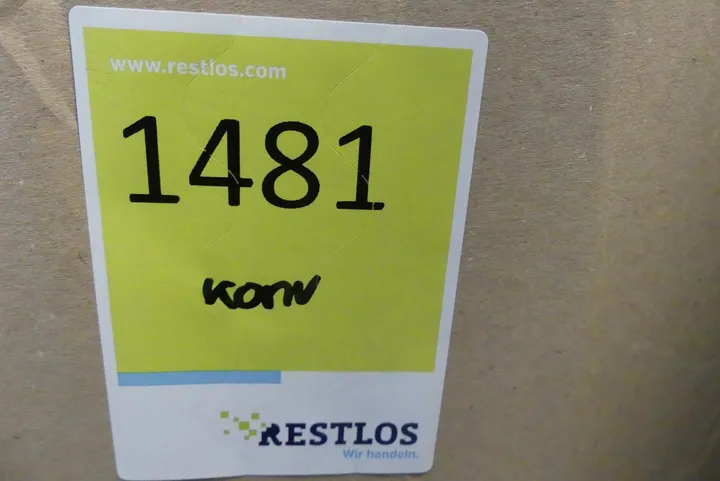 www.restlos.com
1481
Konv
RESTLOS
Wir handeln.